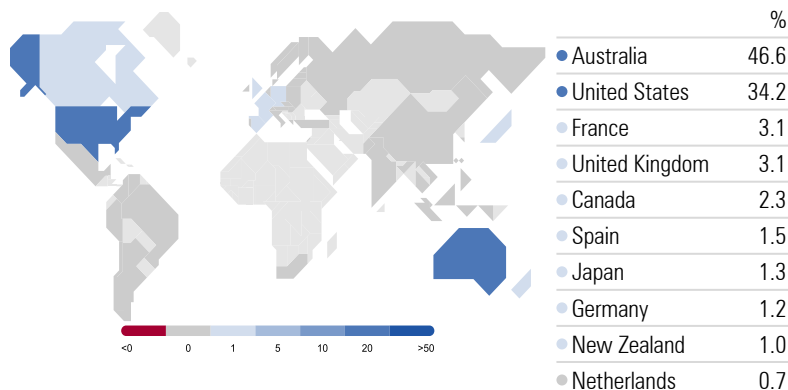 %
Australia 46.6
United States 34.2
France 3.1
United Kingdom 3.1
Canada 2.3
Spain 1.5
Japan 1.3
Germany 1.2
New Zealand 1.0
Netherlands 0.7
<0 0 1 5 10 20 >50